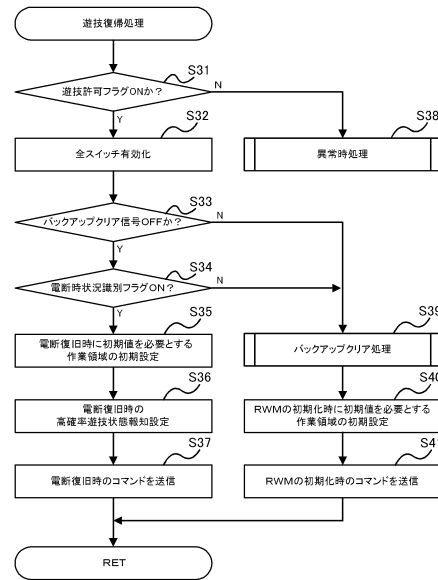 遊技復帰処理
S31
遊技許可フラグONか?
N
Y
S32
全スイッチ有効化
S38
異常時処理
S33
バックアップクリア信号OFFか?
N
Y
S34
電断時状況識別フラグON?
N
Y
S35
電断復旧時に初期値を必要とする
作業領域の初期設定
S39
バックアップクリア処理
S36
電断復旧時の
高確率遊技状態報知設定
S40
RWMの初期化時に初期値を必要とする
作業領域の初期設定
S37
電断復旧時のコマンドを送信
S41
RWMの初期化時のコマンドを送信
RET